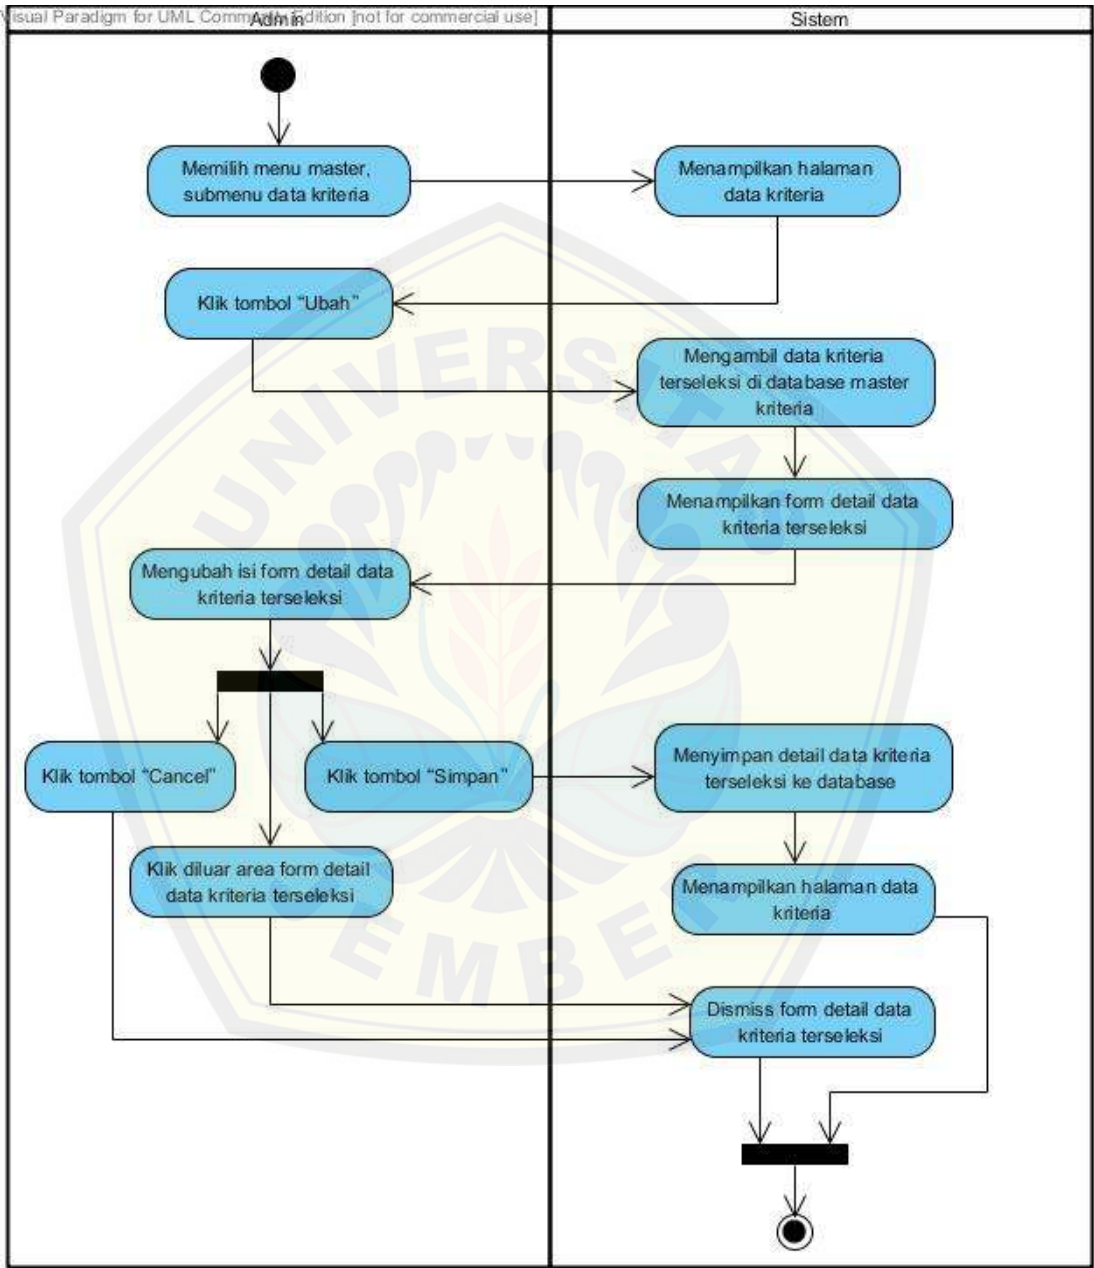 Visual Paradigm for UML Community Edition [not for commercial use]
Admin
Sistem
Memilih menu master,
submenu data kriteria
Menampilkan halaman
data kriteria
Klik tombol “Ubah”
Mengambil data kriteria
terseleksi di database master
kriteria
Menampilkan form detail data
kriteria terseleksi
Mengubah isi form detail data
kriteria terseleksi
Klik tombol “Cancel”
Klik tombol “Simpan”
Menyimpan detail data kriteria
terseleksi ke database
Klik diluar area form detail
data kriteria terseleksi
Menampilkan halaman data
kriteria
Dismiss form detail data
kriteria terseleksi
UNIVERSITAS
JEMBER